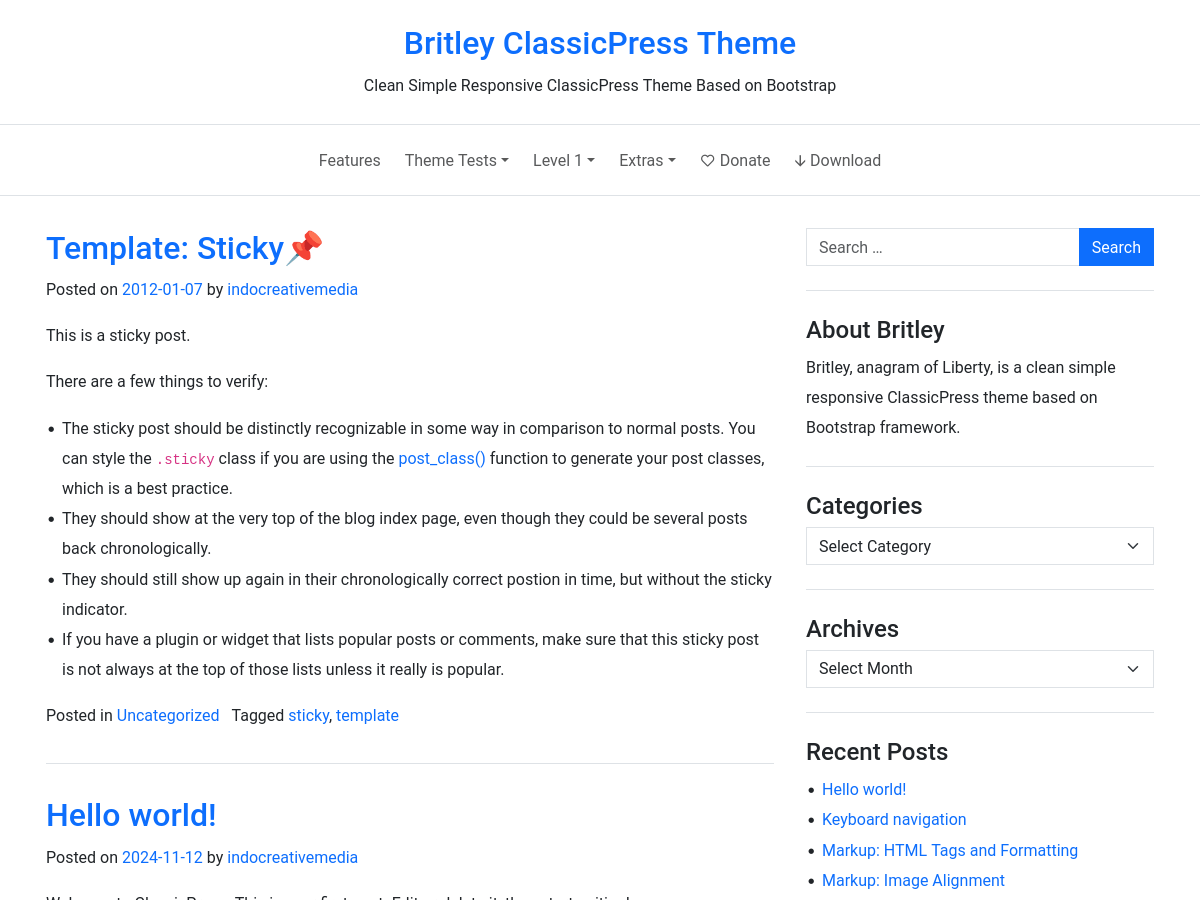 Britley ClassicPress Theme
Clean Simple Responsive ClassicPress Theme Based on Bootstrap
Features Theme Tests Level 1 Extras Donate Download
Template: Sticky📌
Posted on 2012-01-07 by indocreativemedia
This is a sticky post.
There are a few things to verify:
• The sticky post should be distinctly recognizable in some way in comparison to normal posts. You
can style the .sticky class if you are using the post_class() function to generate your post classes,
which is a best practice.
• They should show at the very top of the blog index page, even though they could be several posts
back chronologically.
• They should still show up again in their chronologically correct postion in time, but without the sticky
indicator.
• If you have a plugin or widget that lists popular posts or comments, make sure that this sticky post
is not always at the top of those lists unless it really is popular.
Posted in Uncategorized Tagged sticky, template
Hello world!
Posted on 2024-11-12 by indocreativemedia
Search …
Search
About Britley
Britley, anagram of Liberty, is a clean simple
responsive ClassicPress theme based on
Bootstrap framework.
Categories
Select Category
Archives
Select Month
Recent Posts
• Hello world!
• Keyboard navigation
• Markup: HTML Tags and Formatting
• Markup: Image Alignment